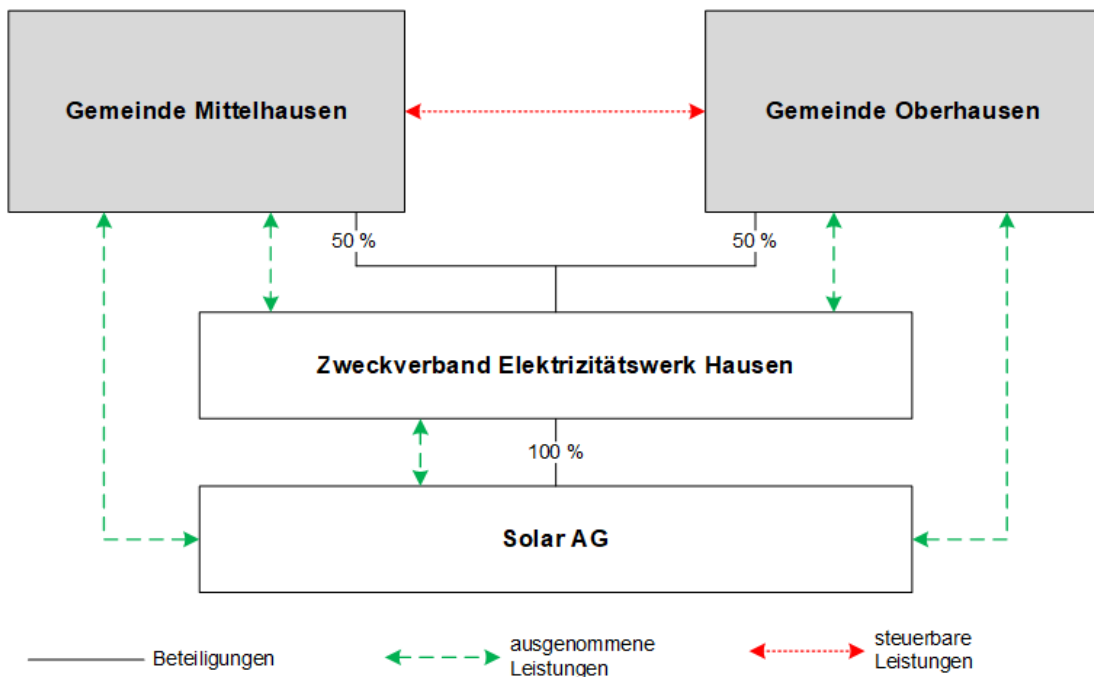 Gemeinde Mittelhausen
Gemeinde Oberhausen
50 %
50 %
Zweckverband Elektrizitätswerk Hausen
100 %
Solar AG
Beteiligungen
ausgenommene
Leistungen
steuerbare
Leistungen